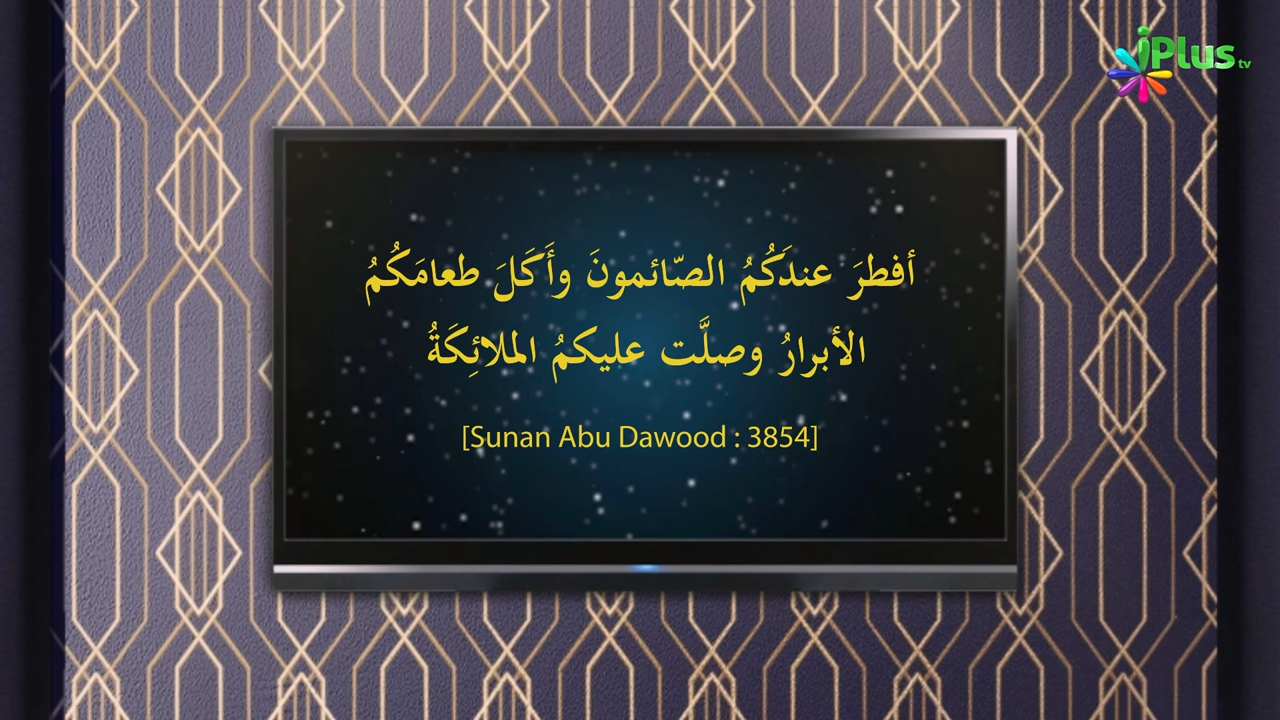 iPlus tv
أفطرَ عندَكُمُ الصّائمونَ وأَكَلَ طعامَكُمُ
الأبرارُ وصلَّت عليكمُ الملائِكَةُ
[Sunan Abu Dawood : 3854]